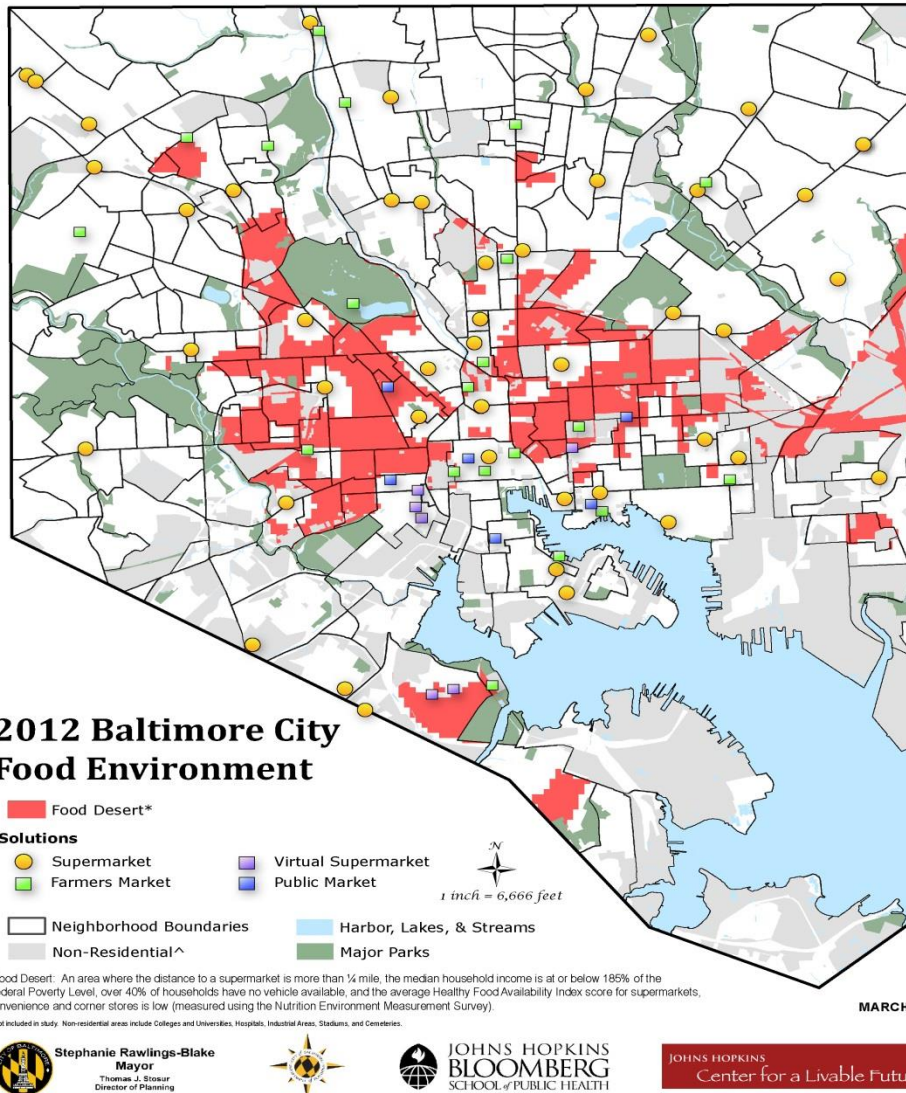 2012 Baltimore City
Food Environment
Food Desert*
Solutions
Supermarket
Farmers Market
Virtual Supermarket
Public Market
N
1 inch = 6,666 feet
Neighborhood Boundaries
Non-Residential^
Harbor, Lakes, & Streams
Major Parks
ood Desert: An area where the distance to a supermarket is more than ¼ mile, the median household income is at or below 185% of the
ederal Poverty Level, over 40% of households have no vehicle available, and the average Healthy Food Availability Index score for supermarkets,
onvenience and corner stores is low (measured using the Nutrition Environment Measurement Survey).
MARCH
ot included in study. Non-residential areas include Colleges and Universities, Hospitals, Industrial Areas, Stadiums, and Cemeteries.
Stephanie Rawlings-Blake
Mayor
Thomas J. Stosur
Director of Planning
JOHNS HOPKINS
BLOOMBERG
SCHOOL of PUBLIC HEALTH
JOHNS HOPKINS
Center for a Livable Futu